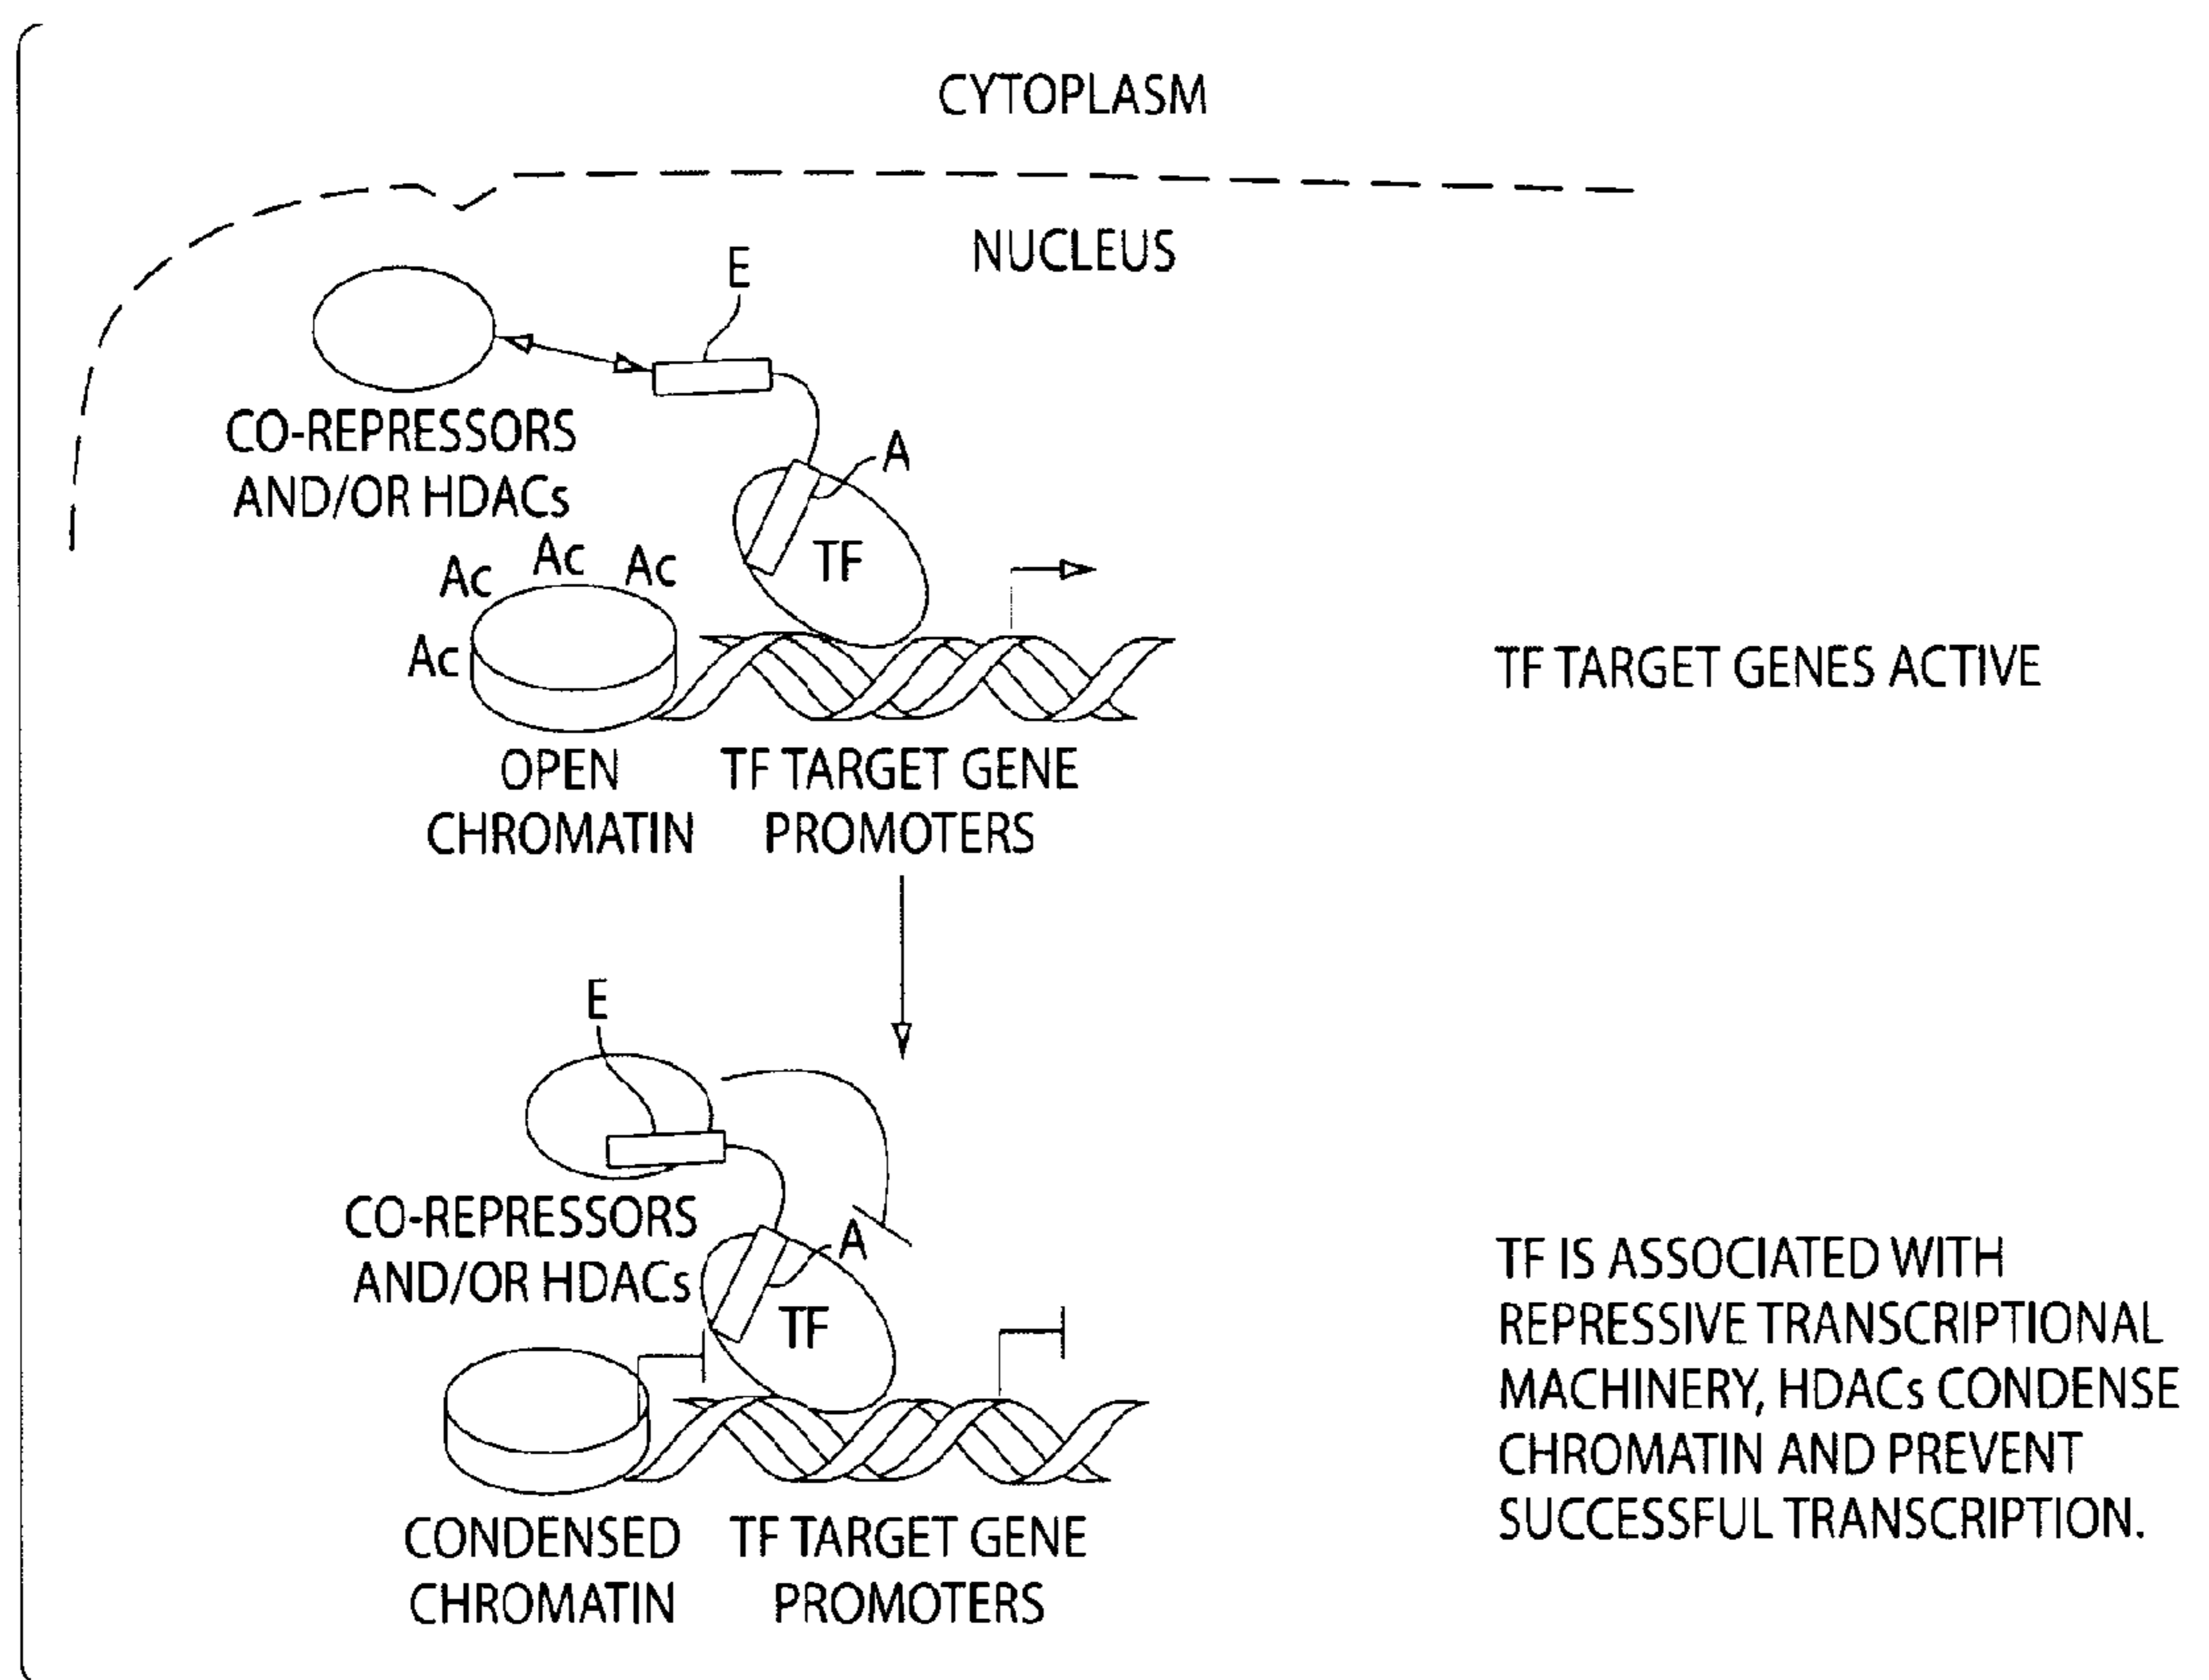 CYTOPLASM
NUCLEUS
E
CO-REPRESSORS
AND/OR HDACs
A
TF
Ac
Ac
Ac
Ac
TF TARGET GENES ACTIVE
OPEN
CHROMATIN
TF TARGET GENE
PROMOTERS
E
CO-REPRESSORS
AND/OR HDACs
A
TF
TF IS ASSOCIATED WITH
REPRESSIVE TRANSCRIPTIONAL
MACHINERY, HDACs CONDENSE
CHROMATIN AND PREVENT
SUCCESSFUL TRANSCRIPTION.
CONDENSED
CHROMATIN
TF TARGET GENE
PROMOTERS